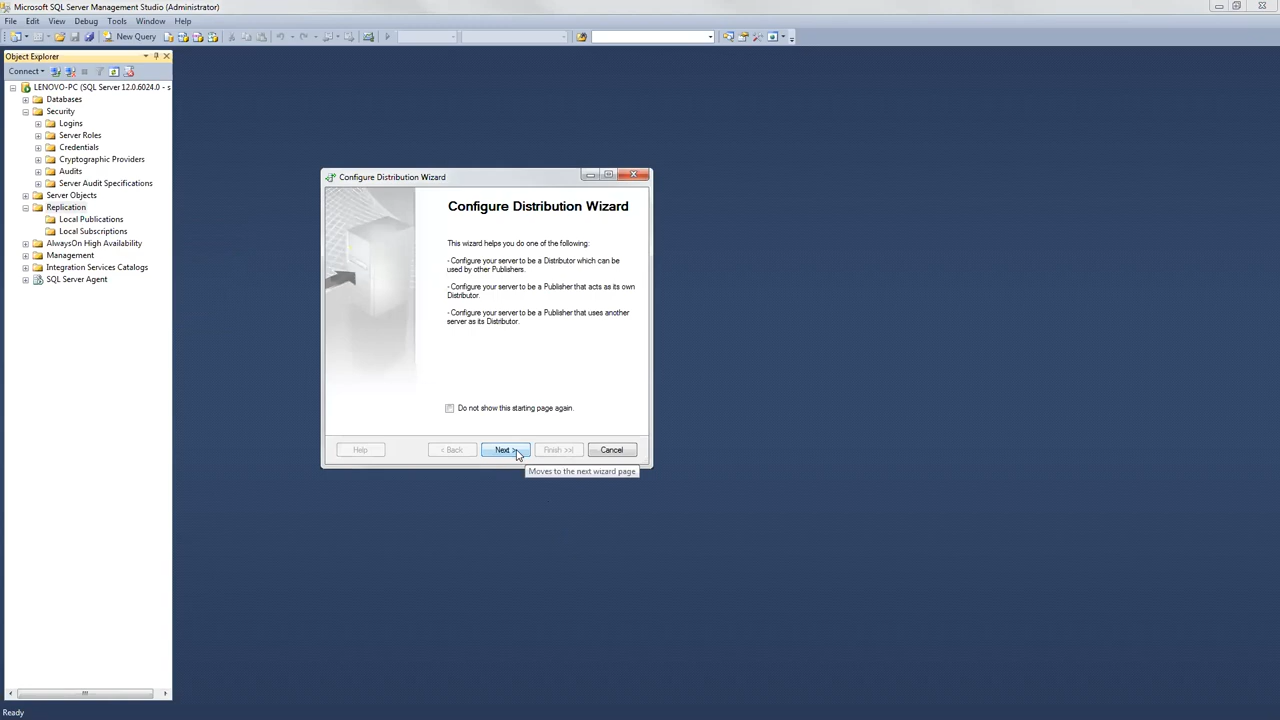 Microsoft SQL Server Management Studio (Administrator)
File Edit View Debug Tools Window Help
New Query
Object Explorer
Connect
LENOVO-PC (SQL Server 12.0.6024.0 - s
Databases
Security
Logins
Server Roles
Credentials
Cryptographic Providers
Audits
Server Audit Specifications
Server Objects
Replication
Local Publications
Local Subscriptions
AlwaysOn High Availability
Management
Integration Services Catalogs
SQL Server Agent
Configure Distribution Wizard
Configure Distribution Wizard
This wizard helps you do one of the following:
- Configure your server to be a Distributor which can be
used by other Publishers.
- Configure your server to be a Publisher that acts as its own
Distributor.
- Configure your server to be a Publisher that uses another
server as its Distributor.
Do not show this starting page again.
Help < Back Next > Finish >>| Cancel
Moves to the next wizard page
Ready